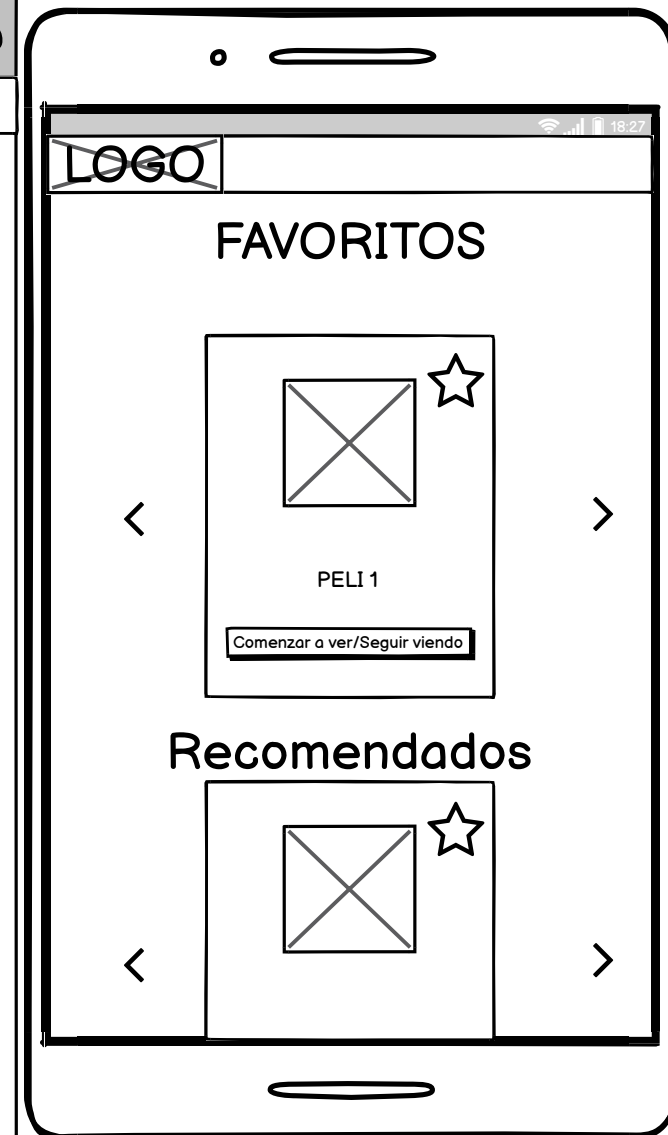 18:27
LOGO
FAVORITOS
PELI 1
Comenzar a ver/Seguir viendo
Recomendados